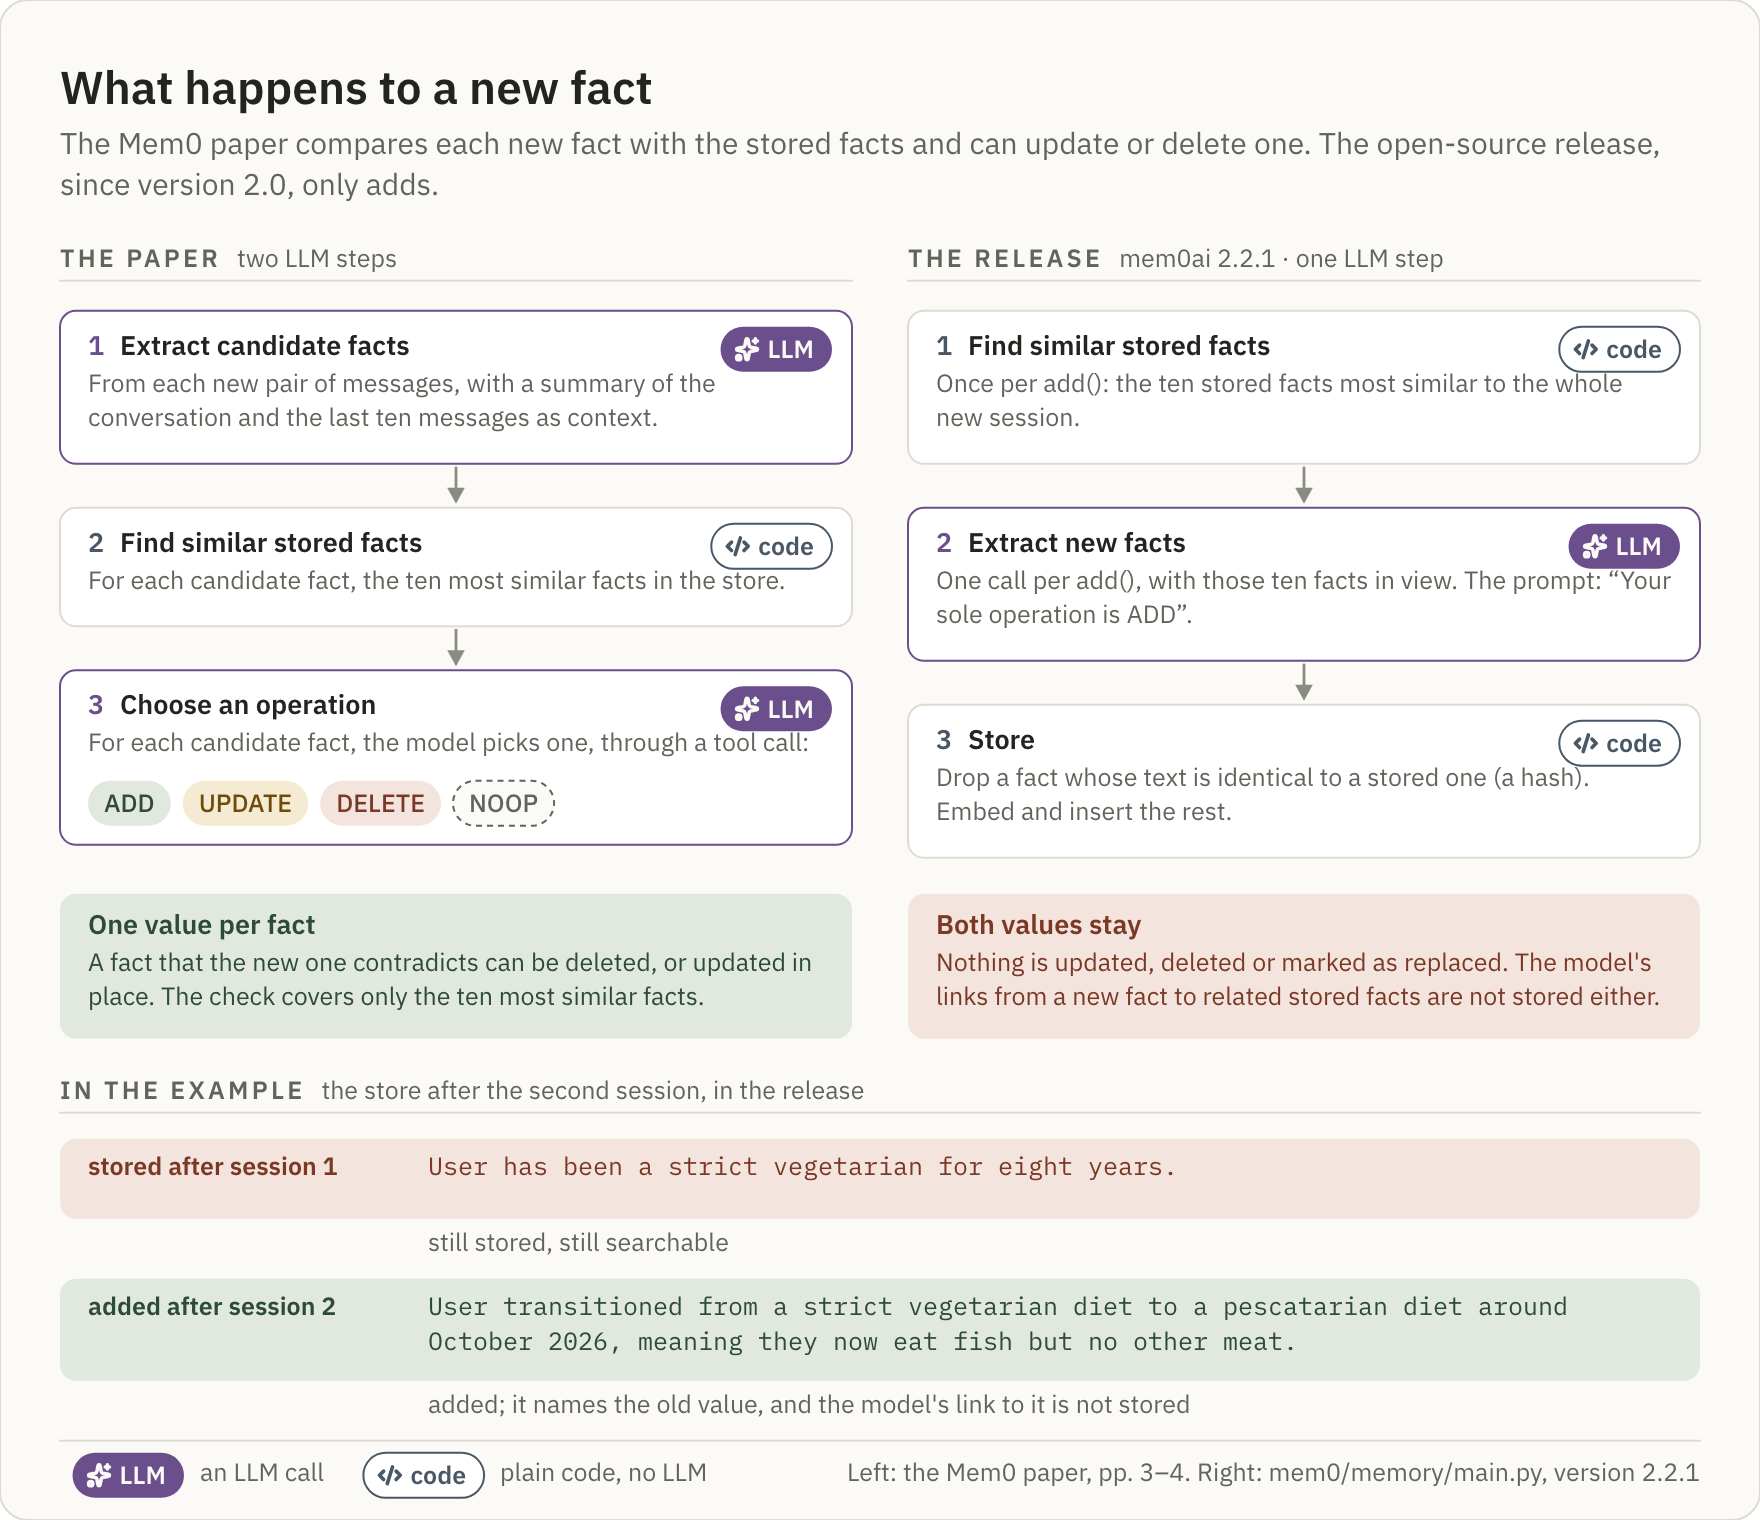 What happens to a new fact
The Mem0 paper compares each new fact with the stored facts and can update or delete one. The open-source release,
since version 2.0, only adds.
THE PAPER two LLM steps
1 Extract candidate facts
LLM
From each new pair of messages, with a summary of the
conversation and the last ten messages as context.
2 Find similar stored facts
code
For each candidate fact, the ten most similar facts in the store.
3 Choose an operation
LLM
For each candidate fact, the model picks one, through a tool call:
ADD UPDATE DELETE NOOP
One value per fact
A fact that the new one contradicts can be deleted, or updated in
place. The check covers only the ten most similar facts.
THE RELEASE mem0ai 2.2.1 · one LLM step
1 Find similar stored facts
code
Once per add(): the ten stored facts most similar to the whole
new session.
2 Extract new facts
LLM
One call per add(), with those ten facts in view. The prompt: “Your
sole operation is ADD”.
3 Store
code
Drop a fact whose text is identical to a stored one (a hash).
Embed and insert the rest.
Both values stay
Nothing is updated, deleted or marked as replaced. The model's
links from a new fact to related stored facts are not stored either.
IN THE EXAMPLE the store after the second session, in the release
stored after session 1 User has been a strict vegetarian for eight years.
still stored, still searchable
added after session 2 User transitioned from a strict vegetarian diet to a pescatarian diet around
October 2026, meaning they now eat fish but no other meat.
added; it names the old value, and the model's link to it is not stored
LLM an LLM call code plain code, no LLM Left: the Mem0 paper, pp. 3–4. Right: mem0/memory/main.py, version 2.2.1